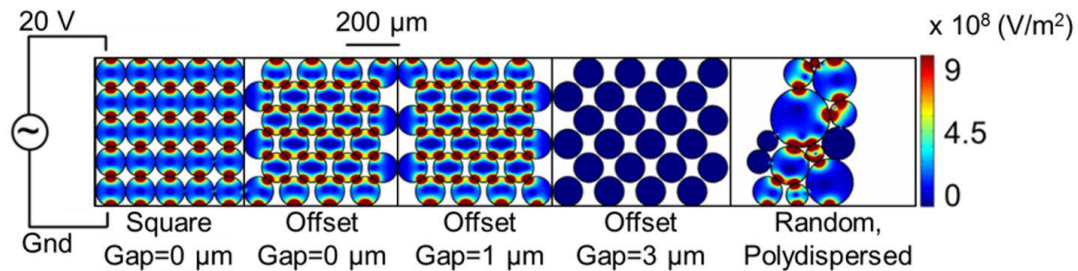 20 V
200 µm
x 10⁸ (V/m²)
9
4.5
0
~
Gnd
Square
Gap=0 µm
Offset
Gap=0 µm
Offset
Gap=1 µm
Offset
Gap=3 µm
Random,
Polydispersed